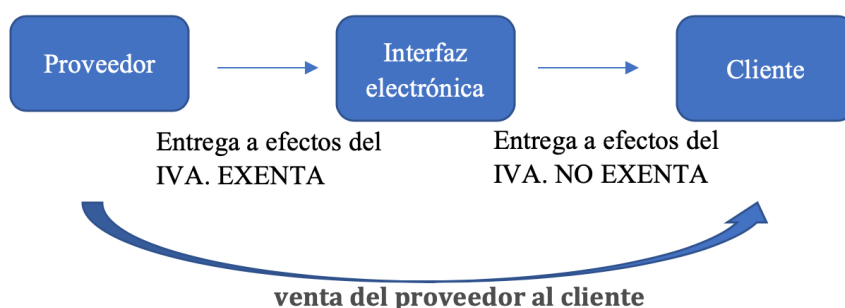 Proveedor
Interfaz
electrónica
Cliente
Entrega a efectos del
IVA. EXENTA
Entrega a efectos del
IVA. NO EXENTA
venta del proveedor al cliente